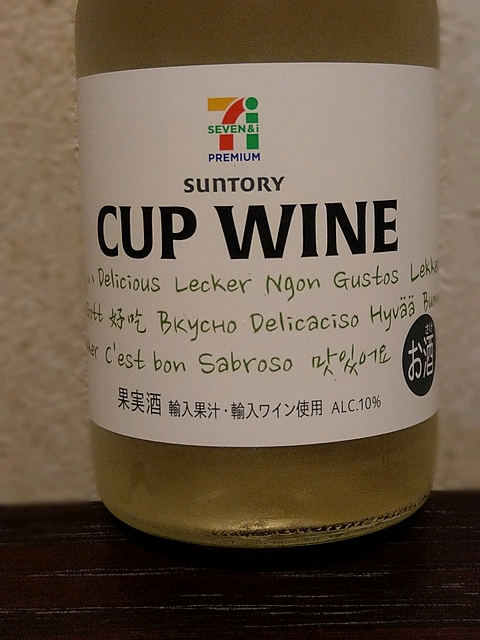 SEVEN&i
PREMIUM
SUNTORY
CUP WINE
Delicious Lecker Ngon Gustos
好吃 Вкусно Delicacioso Hyvää
C'est bon Sabroso 맛있어요
お酒
果実酒 輸入果汁・輸入ワイン使用 ALC.10%